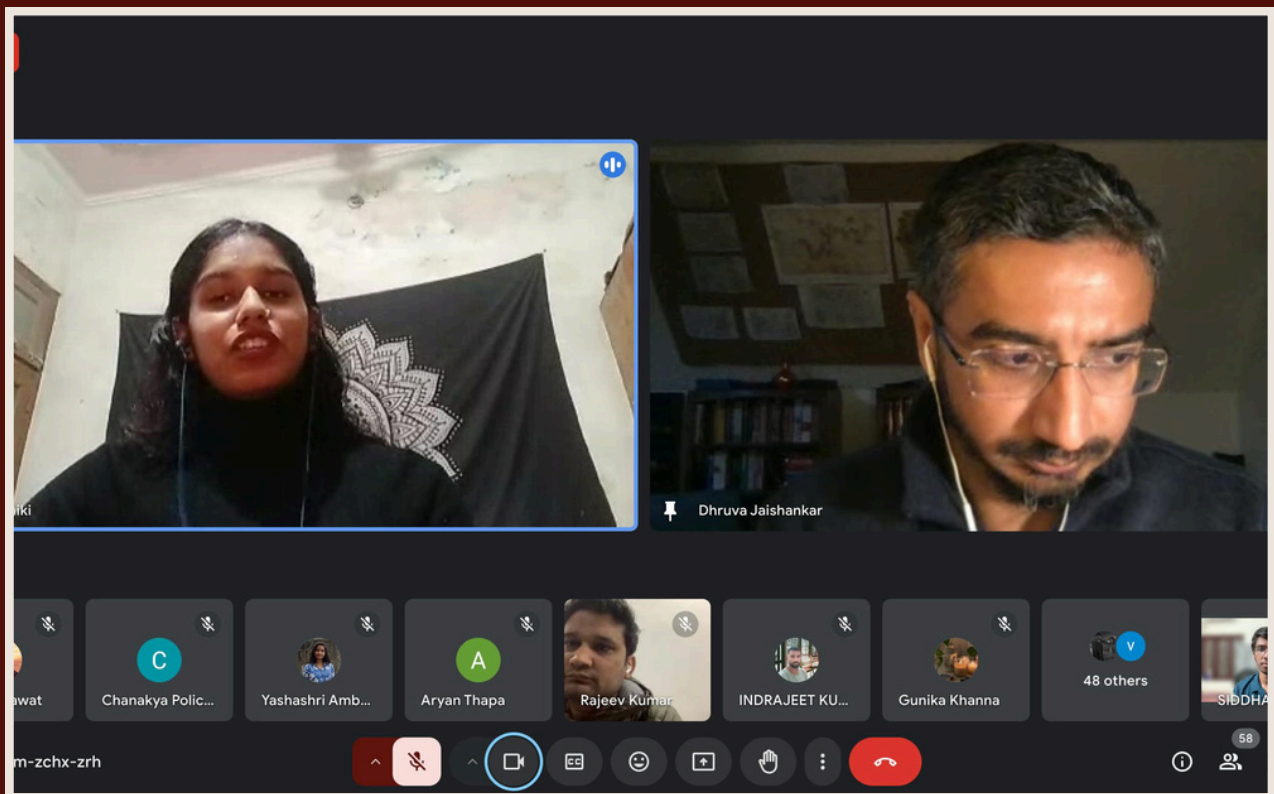 iki
Dhruva Jaishankar
awat
Chanakya Polic...
Yashashri Amb...
Aryan Thapa
Rajeev Kumar
INDRAJEET KU...
Gunika Khanna
48 others
SIDDHA
C
A
V
m-zchx-zrh
CC
58